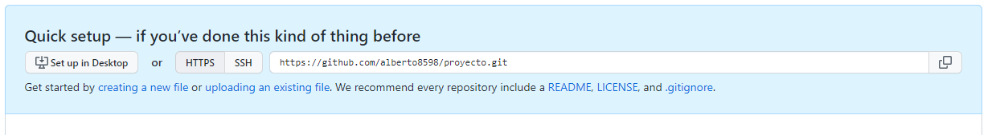 Quick setup — if you've done this kind of thing before
Set up in Desktop or HTTPS SSH https://github.com/alberto8598/proyecto.git
Get started by creating a new file or uploading an existing file. We recommend every repository include a README, LICENSE, and .gitignore.